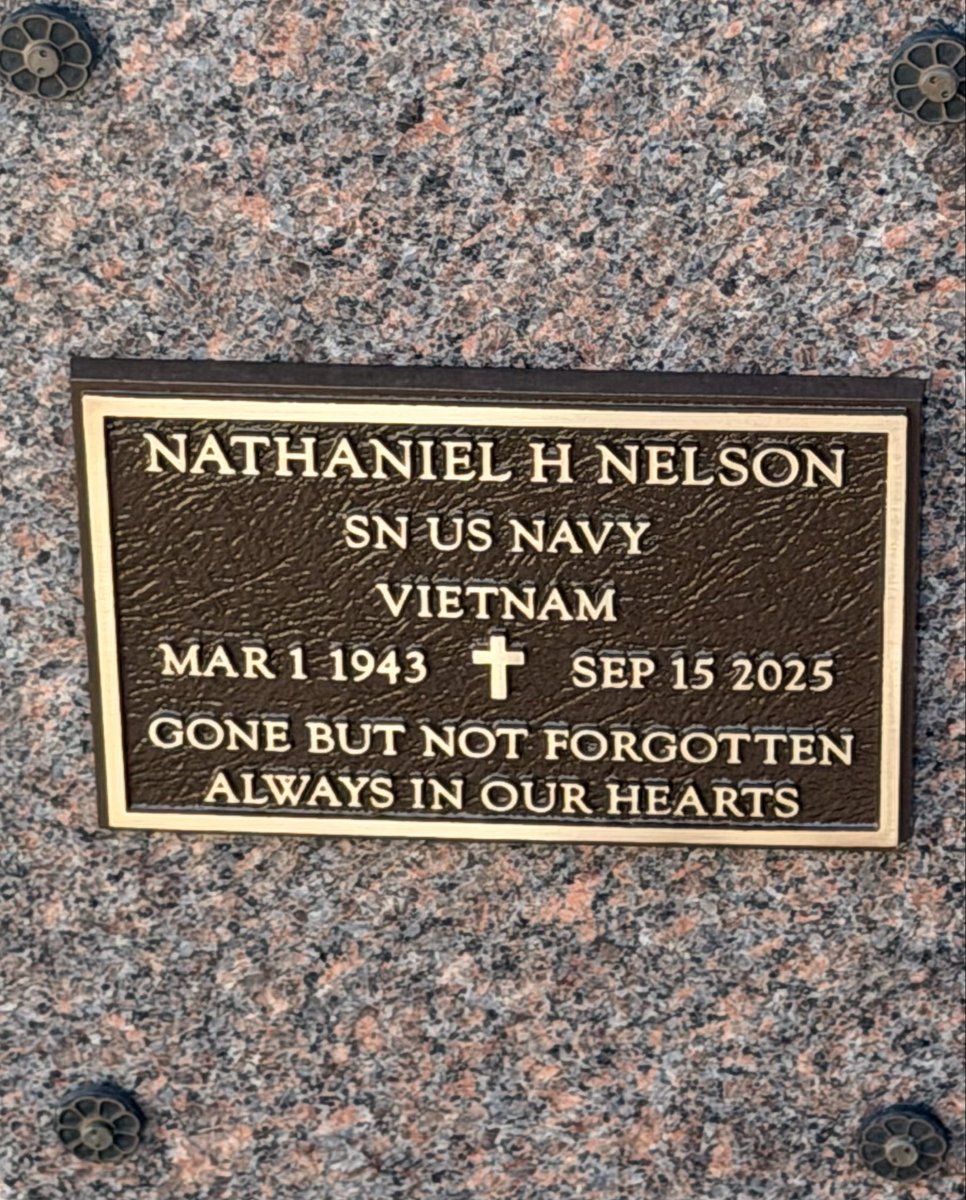 NATHANIEL H NELSON
SN US NAVY
VIETNAM
MAR 1 1943 SEP 15 2025
GONE BUT NOT FORGOTTEN
ALWAYS IN OUR HEARTS